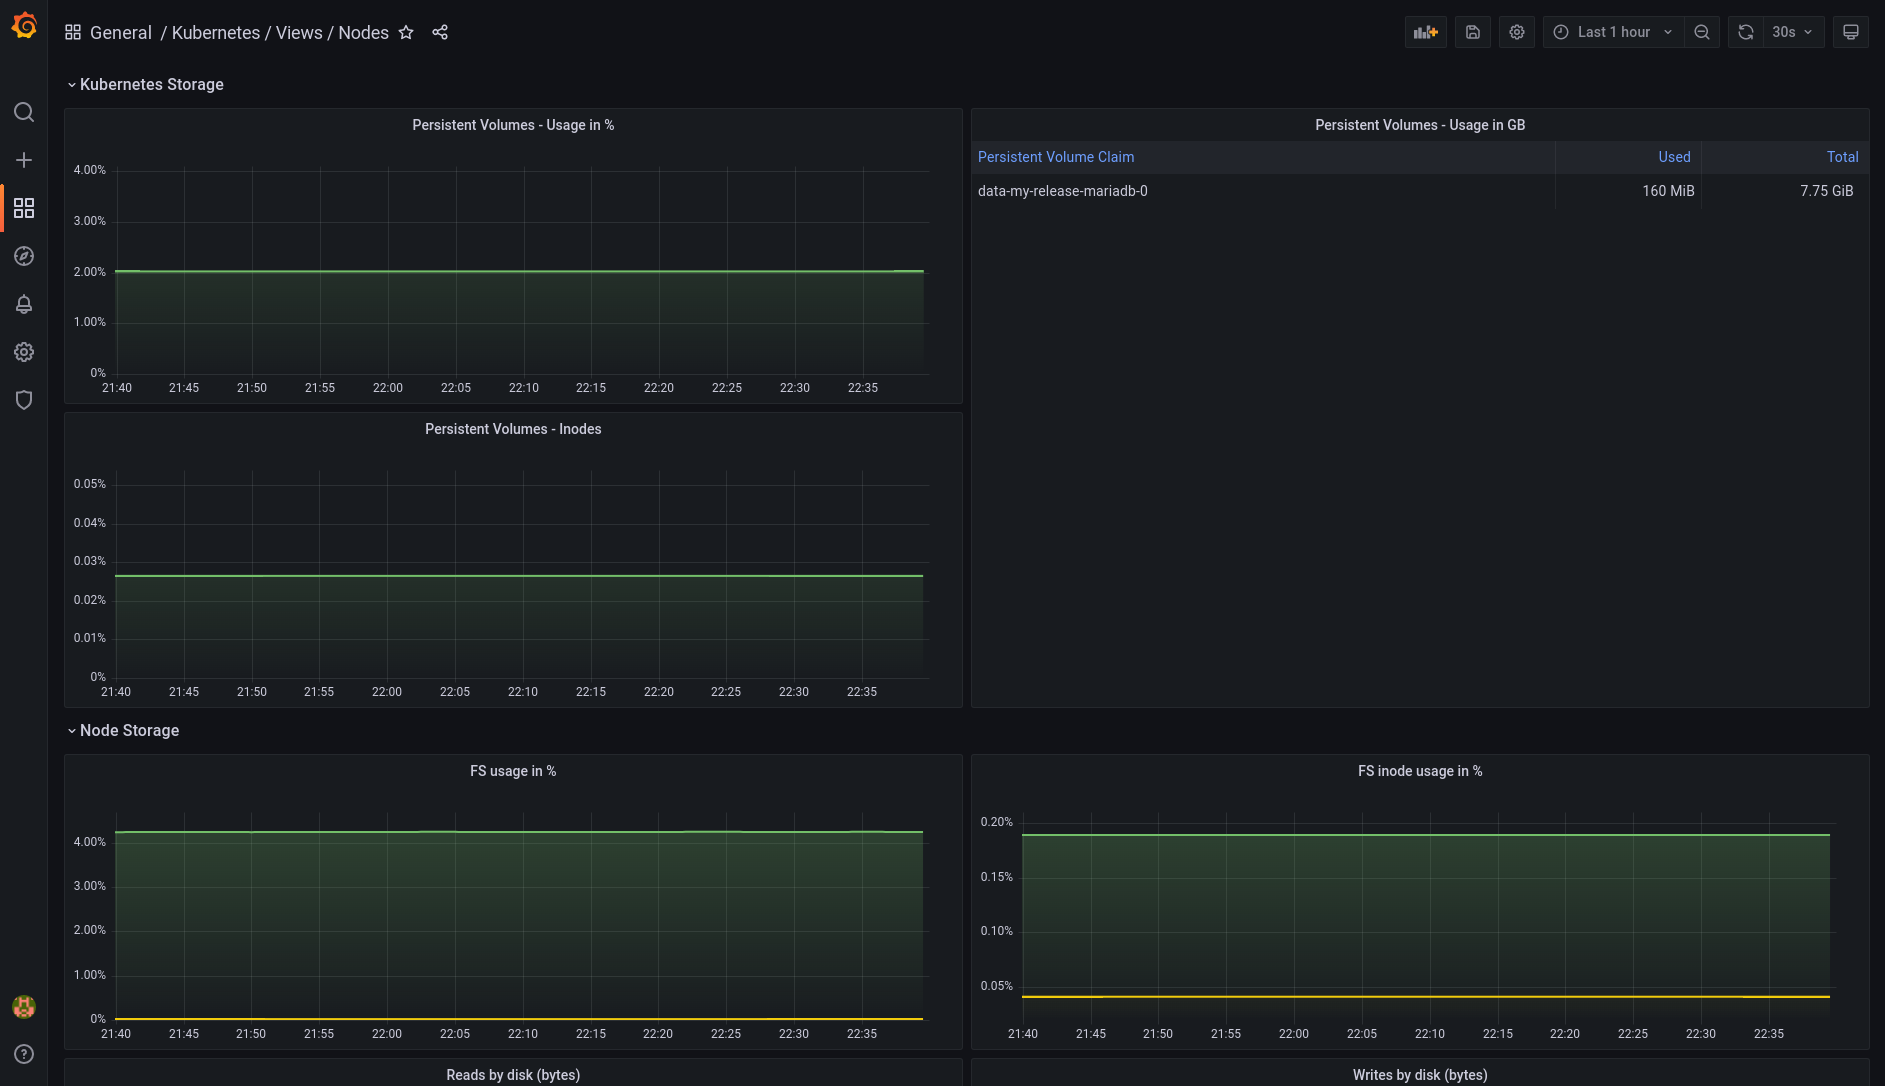 General / Kubernetes / Views / Nodes
Last 1 hour
30s
Kubernetes Storage
Persistent Volumes - Usage in %
4.00%
3.00%
2.00%
1.00%
0%
21:40 21:45 21:50 21:55 22:00 22:05 22:10 22:15 22:20 22:25 22:30 22:35
Persistent Volumes - Usage in GB
Persistent Volume Claim Used Total
data-my-release-mariadb-0 160 MiB 7.75 GiB
Persistent Volumes - Inodes
0.05%
0.04%
0.03%
0.02%
0.01%
0%
21:40 21:45 21:50 21:55 22:00 22:05 22:10 22:15 22:20 22:25 22:30 22:35
Node Storage
FS usage in %
4.00%
3.00%
2.00%
1.00%
0%
21:40 21:45 21:50 21:55 22:00 22:05 22:10 22:15 22:20 22:25 22:30 22:35
FS inode usage in %
0.20%
0.15%
0.10%
0.05%
21:40 21:45 21:50 21:55 22:00 22:05 22:10 22:15 22:20 22:25 22:30 22:35
Reads by disk (bytes)
Writes by disk (bytes)